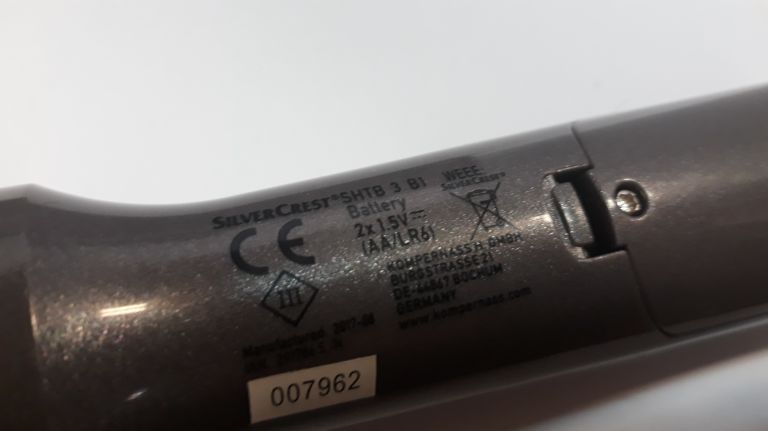 SILVERCREST® SHTB 3 B1
Battery
2x 1.5V
(AA/LR6)
CE
III
WEEE:
SILVERCREST®
KOMPERNASS H. GMBH
BURGSTRASSE 21
DE-44867 BOCHUM
GERMANY
www.kompernass.com
Manufactured: 2017-08
007962